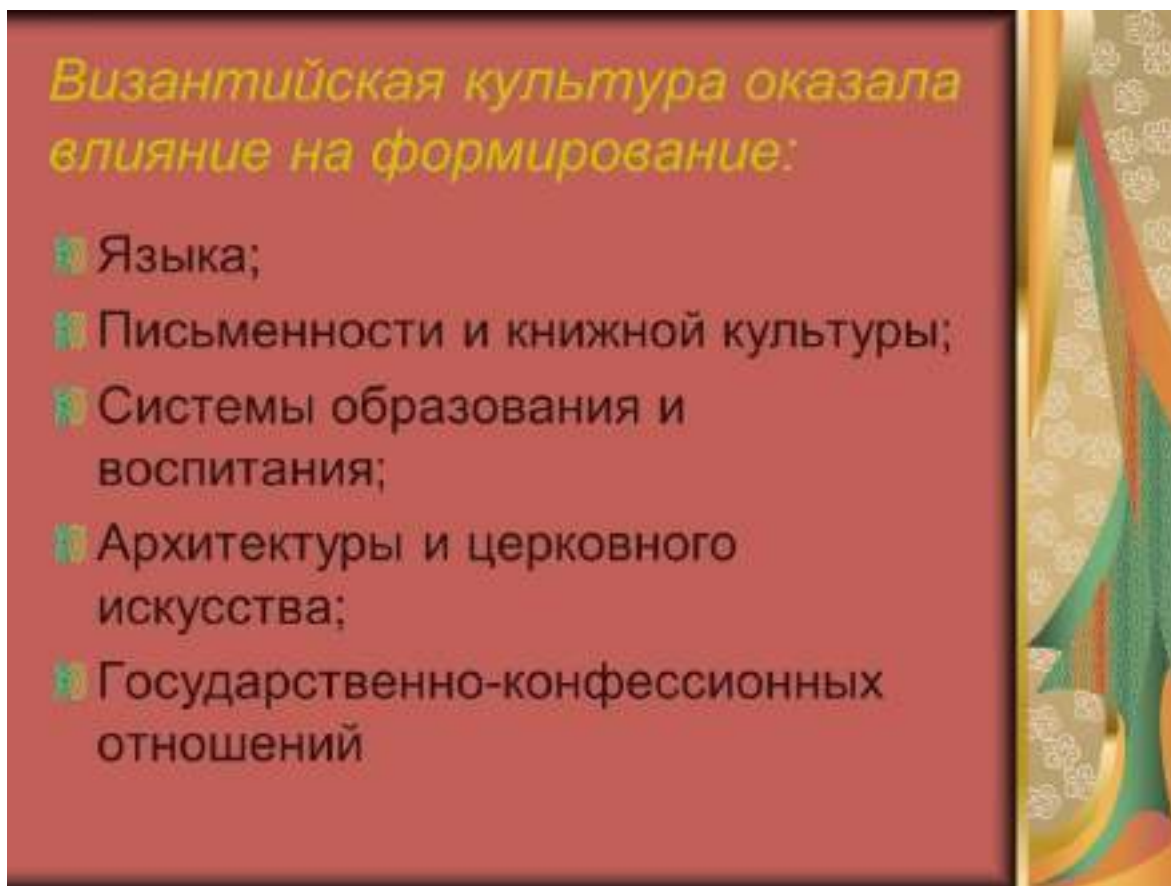 Византийская культура оказала
влияние на формирование:
Языка;
Письменности и книжной культуры;
Системы образования и
воспитания;
Архитектуры и церковного
искусства;
Государственно-конфессионных
отношений